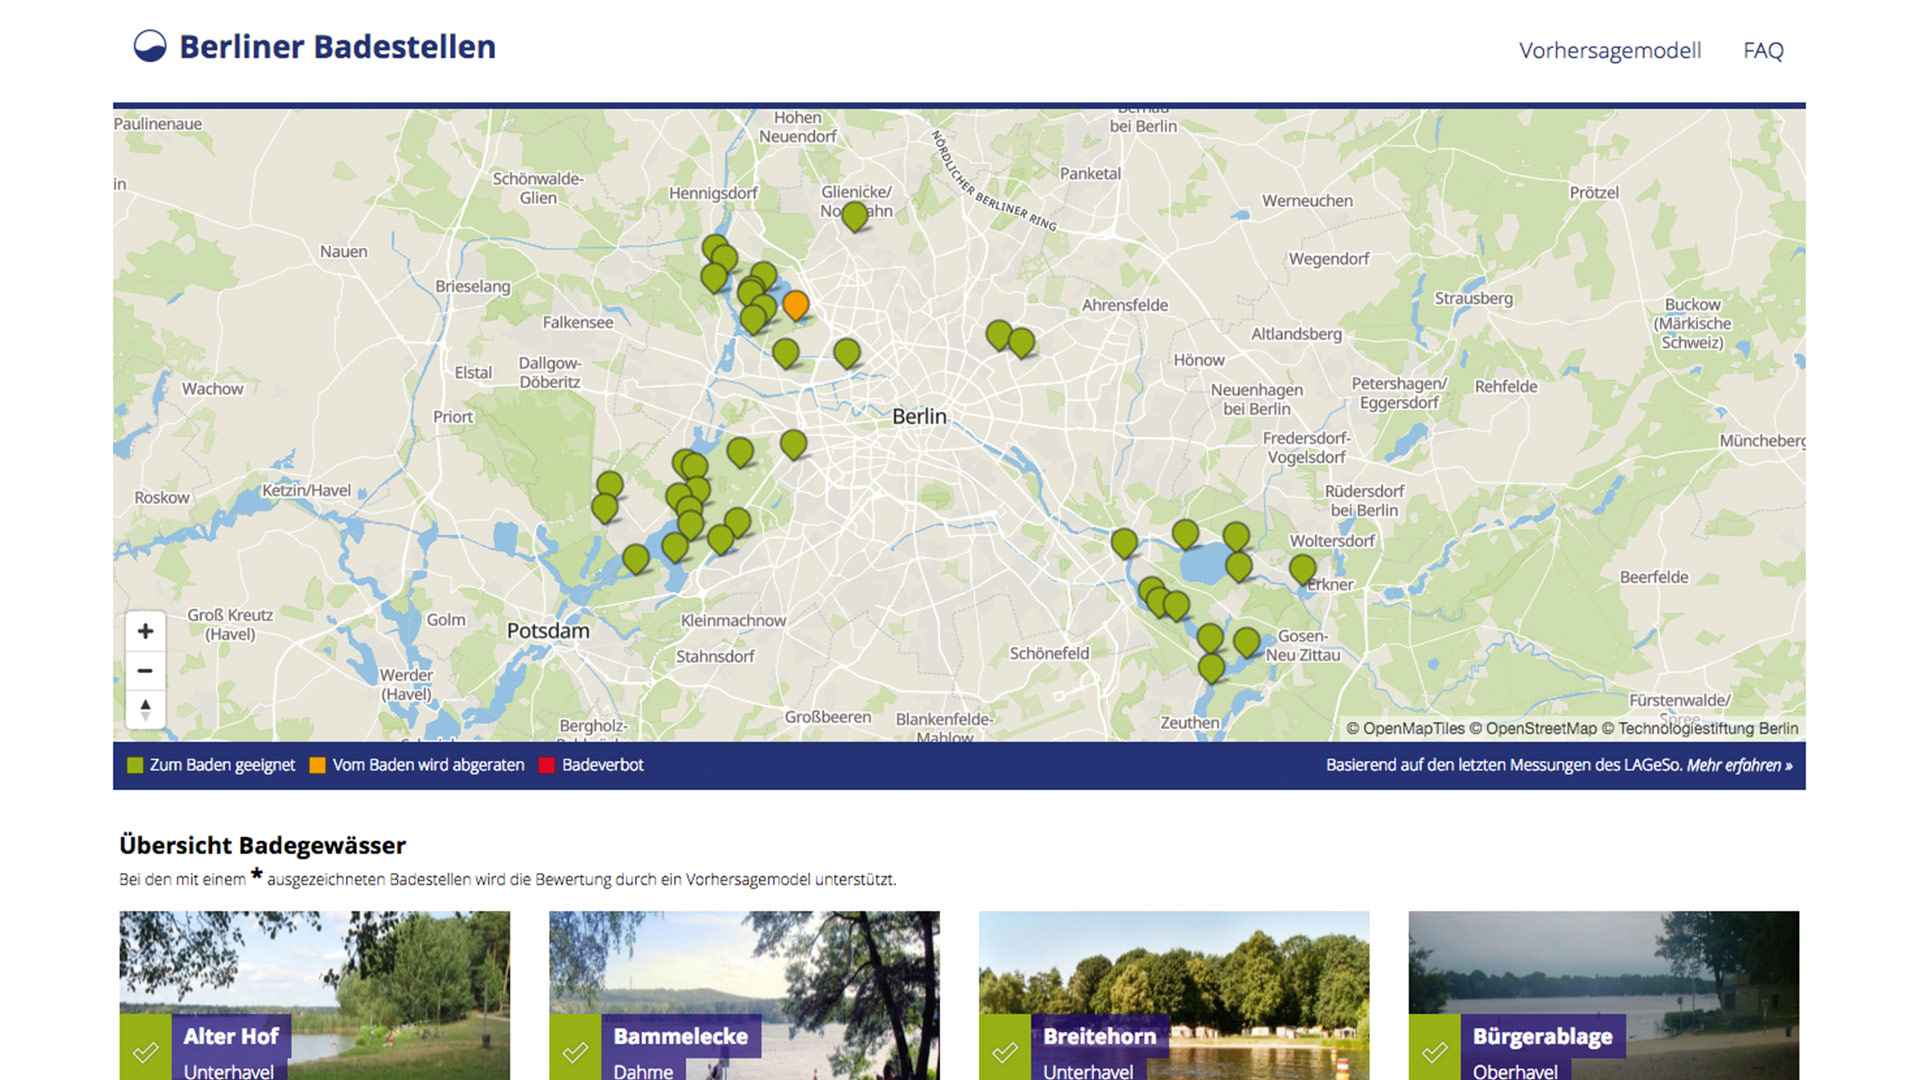 Berliner Badestellen
Vorhersagemodell
FAQ
Paulinenaue
Hohen
Neuendorf
bei Berlin
in
Schönwalde-
Glien
Hennigsdorf
Glienicke/
NÖRDLICHER BERLINER RING
Panketal
Werneuchen
Prötzel
Nauen
Brieselang
Falkensee
Wegendorf
Ahrensfelde
Strausberg
Altlandsberg
Buckow
(Märkische
Schweiz)
Dallgow-
Döberitz
Elstal
Wachow
Priort
Hönow
Neuenhagen
bei Berlin
Petershagen/
Eggersdorf
Rehfelde
Berlin
Fredersdorf-
Vogelsdorf
Müncheberg
Roskow
Ketzin/Havel
Rüdersdorf
bei Berlin
Woltersdorf
Erkner
Beerfelde
Groß Kreutz
(Havel)
Golm
Potsdam
Kleinmachnow
Stahnsdorf
Schönefeld
Gosen-
Neu Zittau
Werder
(Havel)
Bergholz-
Großbeeren
Blankenfelde-
Mahlow
Zeuthen
Fürstenwalde/
Spree
© OpenMapTiles © OpenStreetMap © Technologiestiftung Berlin
Zum Baden geeignet
Vom Baden wird abgeraten
Badeverbot
Basierend auf den letzten Messungen des LAGeSo. Mehr erfahren »
Übersicht Badegewässer
Bei den mit einem * ausgezeichneten Badestellen wird die Bewertung durch ein Vorhersagemodel unterstützt.
Alter Hof
Unterhavel
Bammelecke
Dahme
Breitehorn
Unterhavel
Bürgerablage
Oberhavel